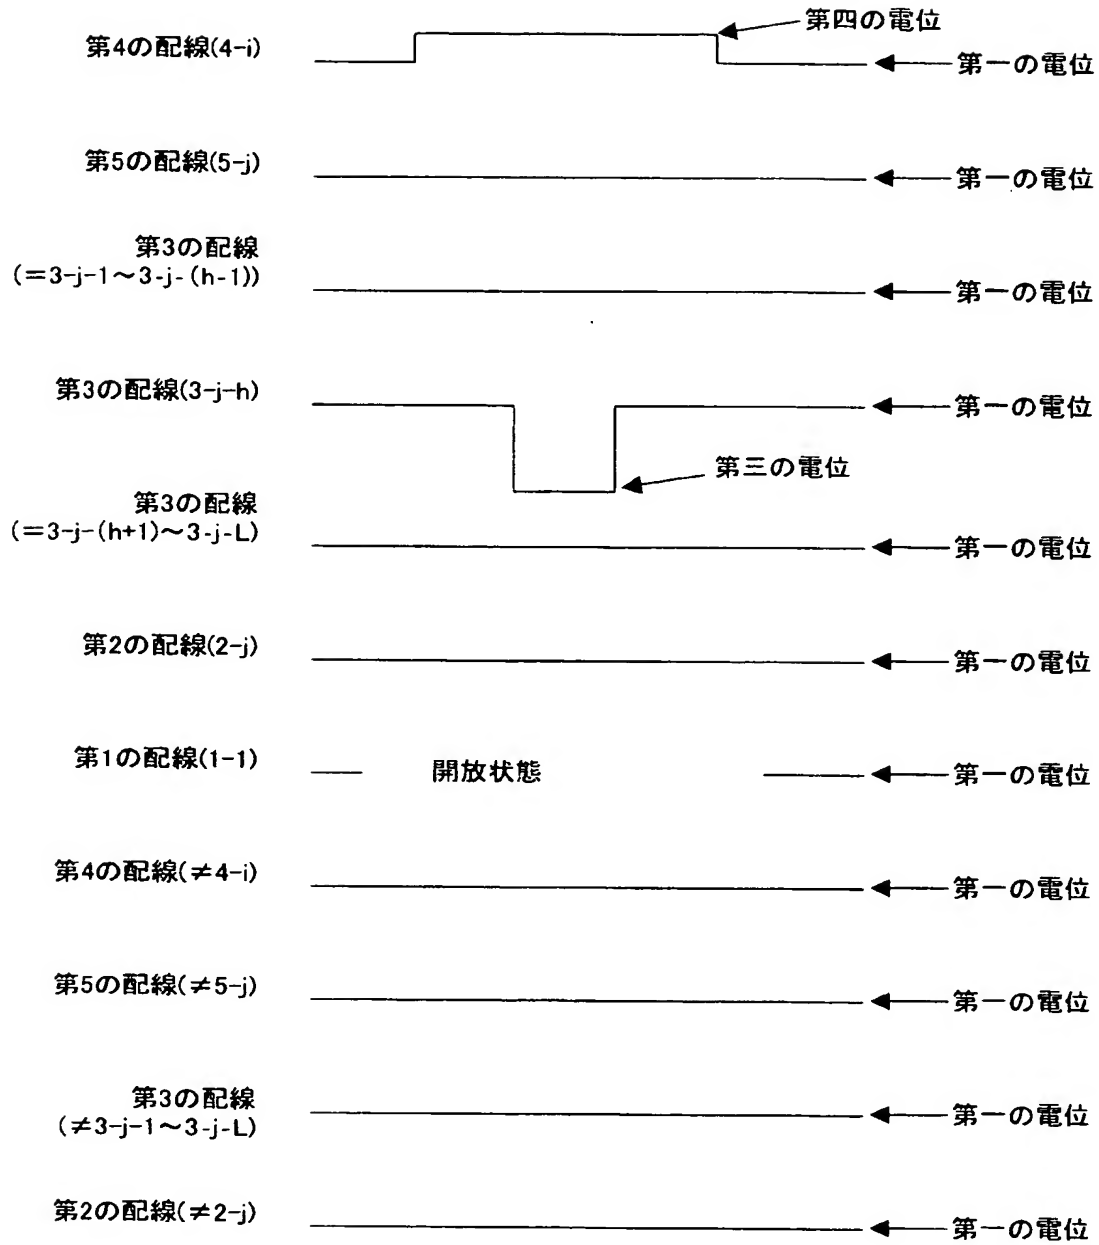 第四の電位
第4の配線(4-i)
第一の電位
第5の配線(5-j)
第一の電位
第3の配線
(=3-j-1～3-j-(h-1))
第一の電位
第3の配線(3-j-h)
第一の電位
第三の電位
第3の配線
(=3-j-(h+1)～3-j-L)
第一の電位
第2の配線(2-j)
第一の電位
第1の配線(1-1)
開放状態
第一の電位
第4の配線(≠4-i)
第一の電位
第5の配線(≠5-j)
第一の電位
第3の配線
(≠3-j-1～3-j-L)
第一の電位
第2の配線(≠2-j)
第一の電位